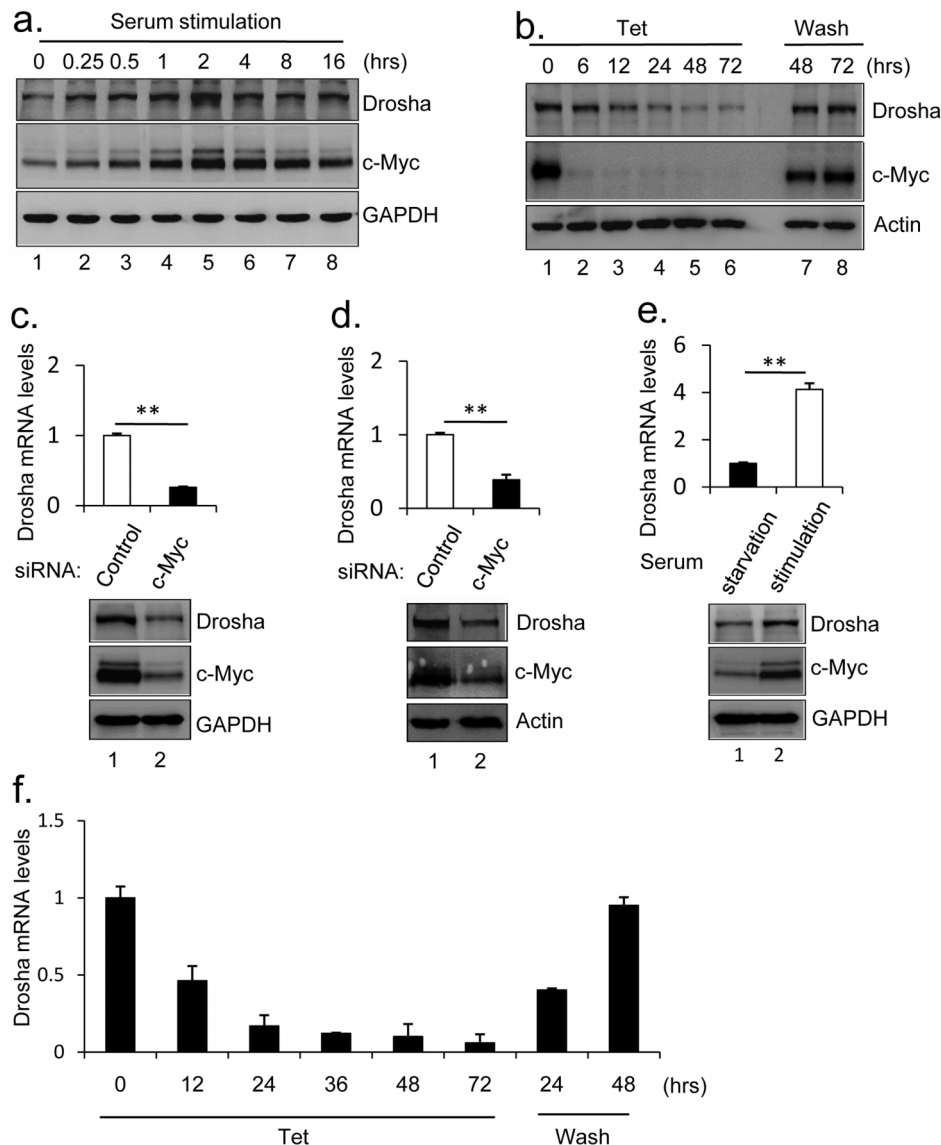 a.
Serum stimulation
0 0.25 0.5 1 2 4 8 16 (hrs)
Drosha
c-Myc
GAPDH
1 2 3 4 5 6 7 8
b.
Tet Wash
0 6 12 24 48 72 48 72 (hrs)
Drosha
c-Myc
Actin
1 2 3 4 5 6 7 8
c.
Drosha mRNA levels
2
1
0
**
siRNA: Control c-Myc
Drosha
c-Myc
GAPDH
1 2
d.
Drosha mRNA levels
2
1
0
**
siRNA: Control c-Myc
Drosha
c-Myc
Actin
1 2
e.
Drosha mRNA levels
6
4
2
0
**
Serum starvation stimulation
Drosha
c-Myc
GAPDH
1 2
f.
Drosha mRNA levels
1.5
1
0.5
0
0 12 24 36 48 72 24 48 (hrs)
Tet Wash